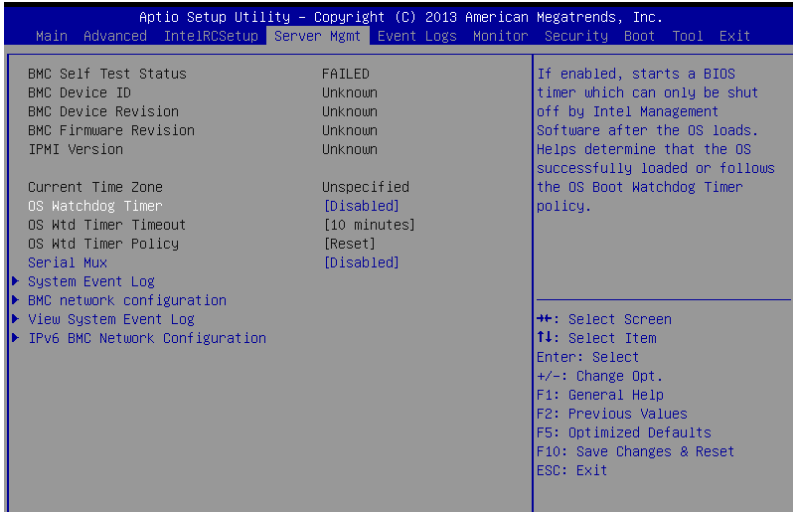 Aptio Setup Utility – Copyright (C) 2013 American Megatrends, Inc.
Main Advanced IntelRCSetup Server Mgmt Event Logs Monitor Security Boot Tool Exit
BMC Self Test Status FAILED
BMC Device ID Unknown
BMC Device Revision Unknown
BMC Firmware Revision Unknown
IPMI Version Unknown
Current Time Zone Unspecified
OS Watchdog Timer [Disabled]
OS Wtd Timer Timeout [10 minutes]
OS Wtd Timer Policy [Reset]
Serial Mux [Disabled]
System Event Log
BMC network configuration
View System Event Log
IPv6 BMC Network Configuration
If enabled, starts a BIOS
timer which can only be shut
off by Intel Management
Software after the OS loads.
Helps determine that the OS
successfully loaded or follows
the OS Boot Watchdog Timer
policy.
→←: Select Screen
↑↓: Select Item
Enter: Select
+/-: Change Opt.
F1: General Help
F2: Previous Values
F5: Optimized Defaults
F10: Save Changes & Reset
ESC: Exit